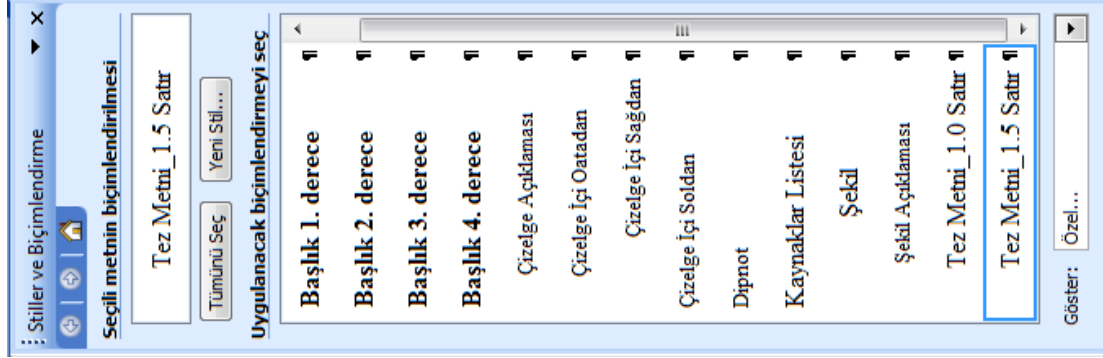 Stiller ve Biçimlendirme
Seçili metnin biçimlendirilmesi
Tez Metni_1.5 Satır
Tümünü Seç Yeni Stil...
Uygulanacak biçimlendirmeyi seç
Başlık 1. derece ¶
Başlık 2. derece ¶
Başlık 3. derece ¶
Başlık 4. derece ¶
Çizelge Açıklaması ¶
Çizelge İçi Oatadan ¶
Çizelge İçi Sağdan ¶
Çizelge İçi Soldan ¶
Dipnot ¶
Kaynaklar Listesi ¶
Şekil ¶
Şekil Açıklaması ¶
Tez Metni_1.0 Satır ¶
Tez Metni_1.5 Satır ¶
Göster: Özel...